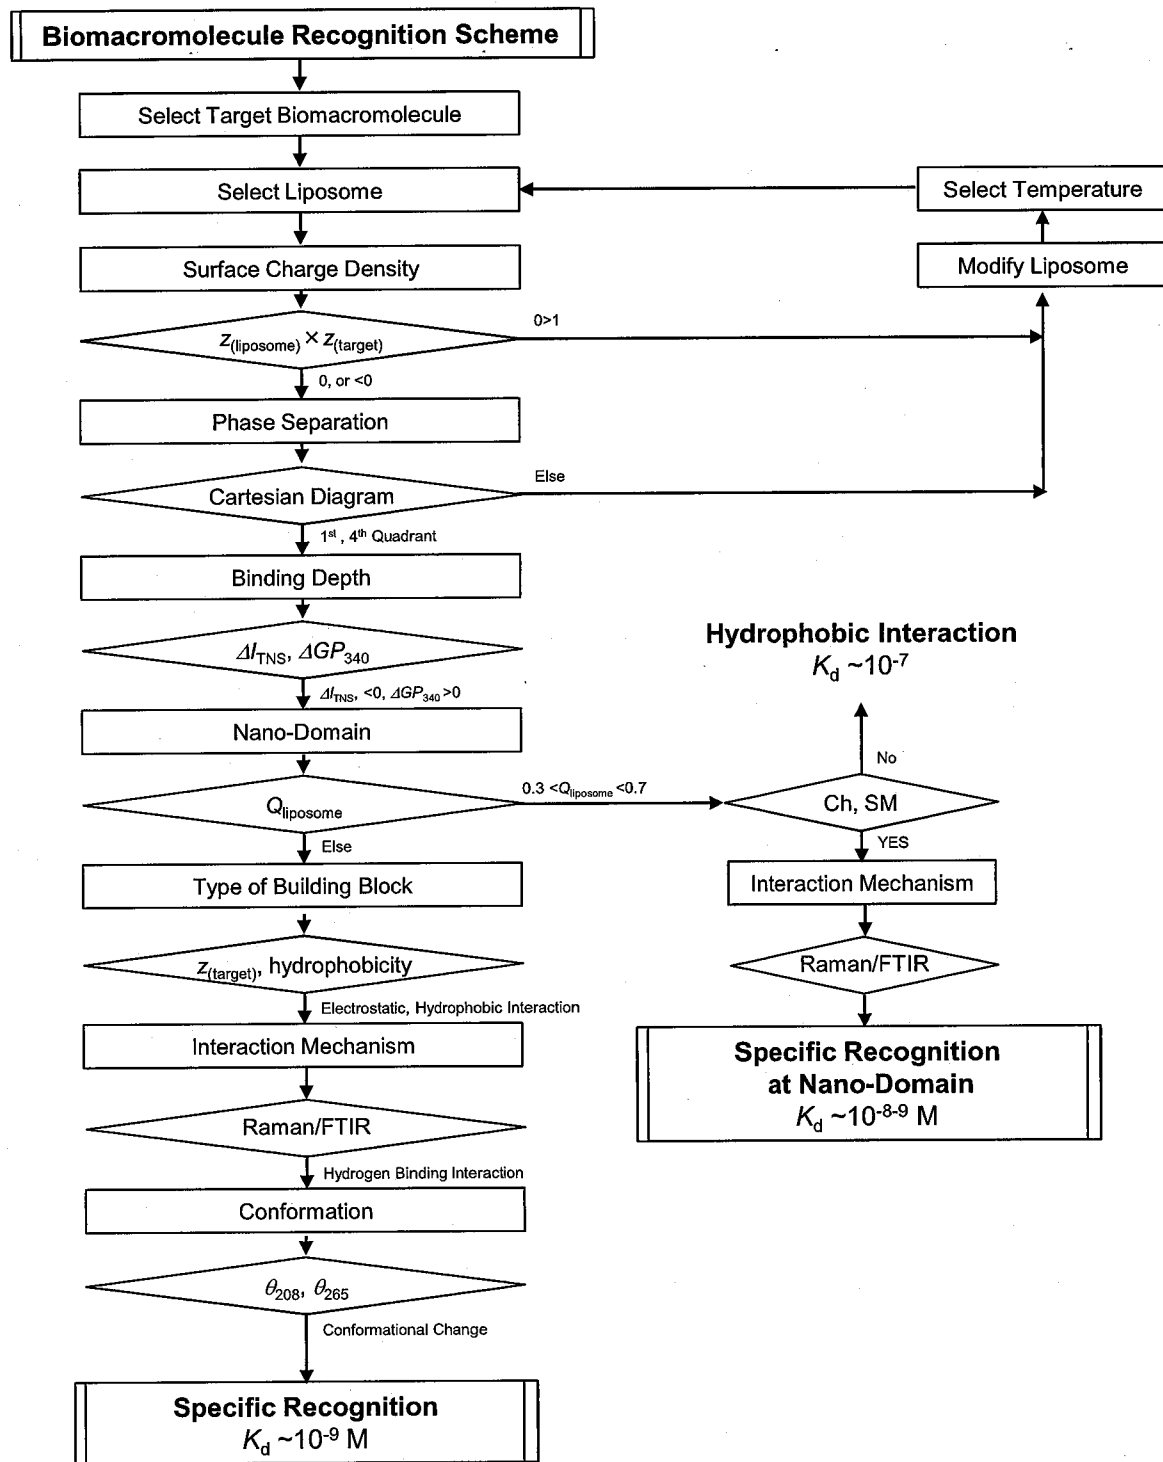 Biomacromolecule Recognition Scheme
Select Target Biomacromolecule
Select Liposome
Select Temperature
Surface Charge Density
Modify Liposome
z(liposome) × z(target)
0>1
0, or <0
Phase Separation
Cartesian Diagram
Else
1st , 4th Quadrant
Binding Depth
ΔITNS, ΔGP340
ΔITNS, <0, ΔGP340 >0
Nano-Domain
Qliposome
0.3 <Qliposome <0.7
Else
Type of Building Block
z(target), hydrophobicity
Electrostatic, Hydrophobic Interaction
Interaction Mechanism
Raman/FTIR
Hydrogen Binding Interaction
Conformation
θ208, θ265
Conformational Change
Specific Recognition
Kd ~10-9 M
Hydrophobic Interaction
Kd ~10-7
No
Ch, SM
YES
Interaction Mechanism
Raman/FTIR
Specific Recognition
at Nano-Domain
Kd ~10-8-9 M